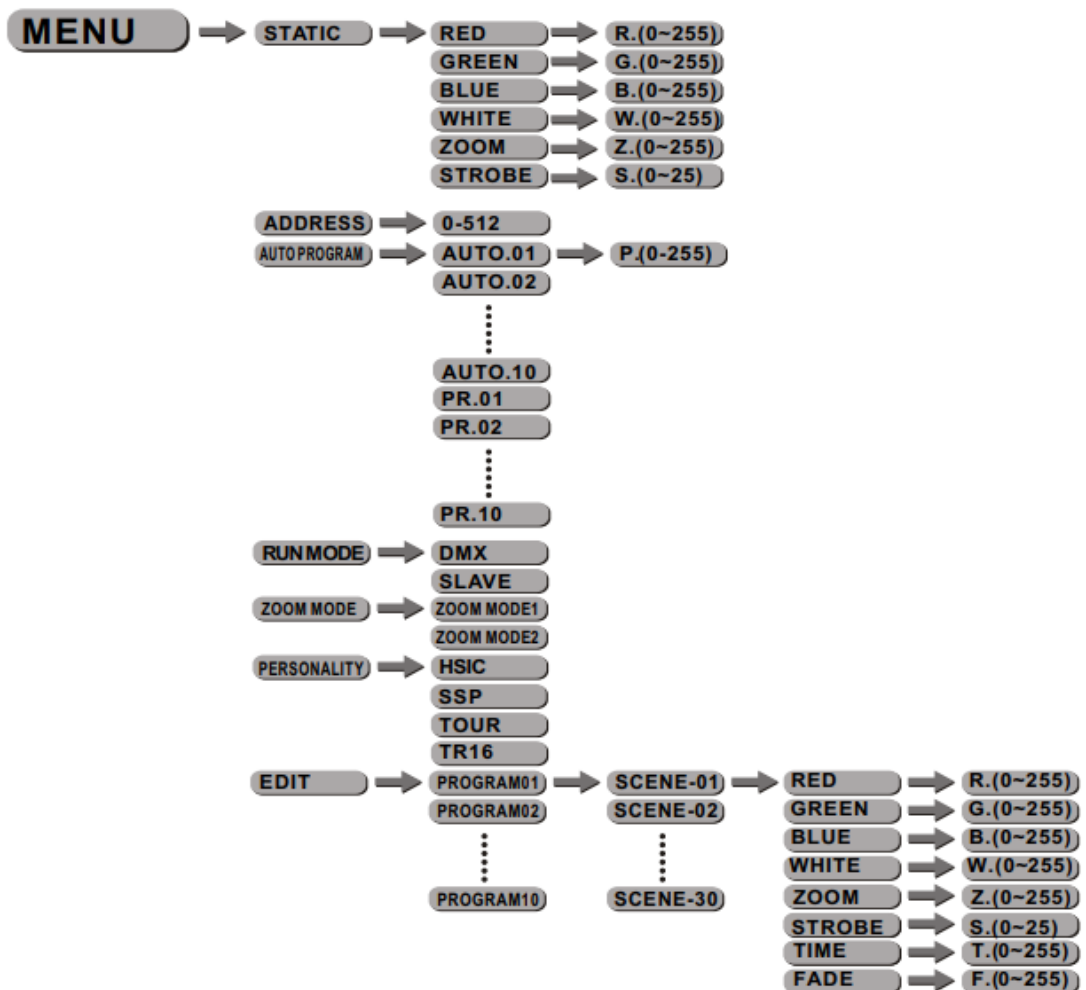 MENU STATIC RED R.(0~255)
GREEN G.(0~255)
BLUE B.(0~255)
WHITE W.(0~255)
ZOOM Z.(0~255)
STROBE S.(0~25)
ADDRESS 0-512
AUTO PROGRAM AUTO.01 P.(0-255)
AUTO.02
AUTO.10
PR.01
PR.02
PR.10
RUN MODE DMX
SLAVE
ZOOM MODE ZOOM MODE1
ZOOM MODE2
PERSONALITY HSIC
SSP
TOUR
TR16
EDIT PROGRAM01 SCENE-01 RED R.(0~255)
PROGRAM02 SCENE-02 GREEN G.(0~255)
BLUE B.(0~255)
WHITE W.(0~255)
PROGRAM10 SCENE-30 ZOOM Z.(0~255)
STROBE S.(0~25)
TIME T.(0~255)
FADE F.(0~255)